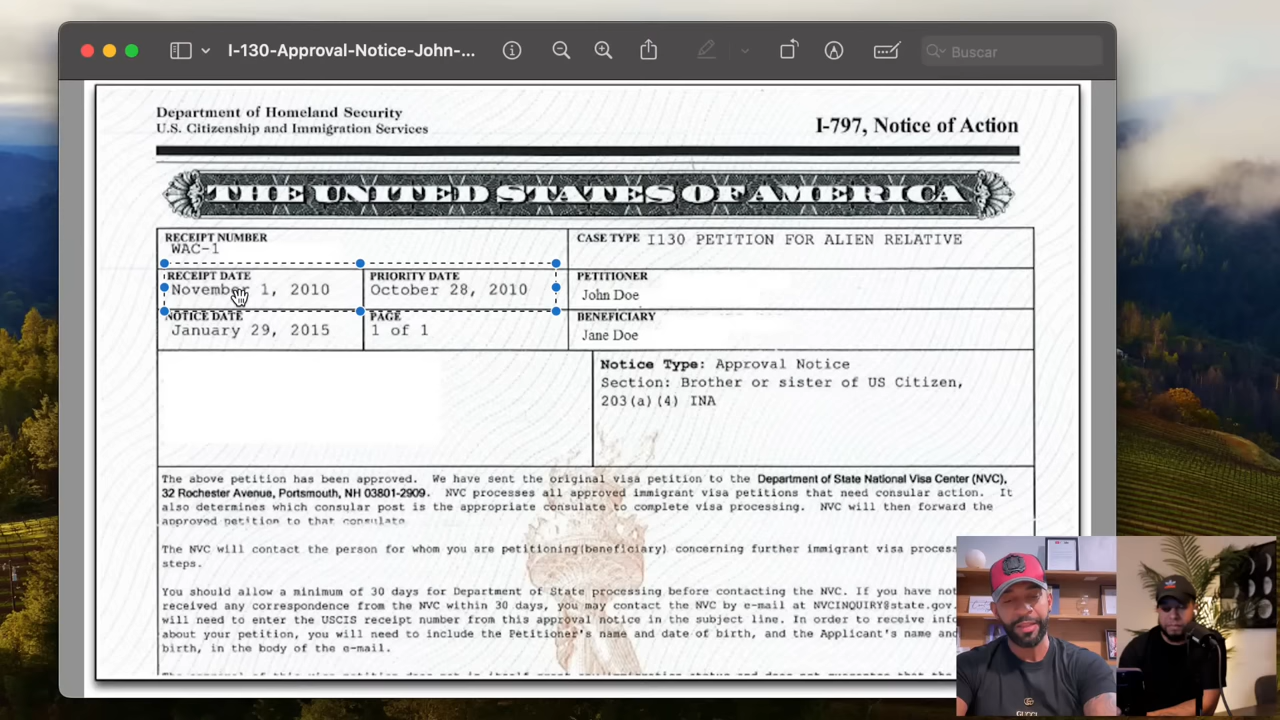 I-130-Approval-Notice-John-...
Buscar
Department of Homeland Security
U.S. Citizenship and Immigration Services
I-797, Notice of Action
THE UNITED STATES OF AMERICA
RECEIPT NUMBER
WAC-1
CASE TYPE I130 PETITION FOR ALIEN RELATIVE
RECEIPT DATE
November 1, 2010
PRIORITY DATE
October 28, 2010
PETITIONER
John Doe
NOTICE DATE
January 29, 2015
PAGE
1 of 1
BENEFICIARY
Jane Doe
Notice Type: Approval Notice
Section: Brother or sister of US Citizen,
203(a)(4) INA
The above petition has been approved. We have sent the original visa petition to the Department of State National Visa Center (NVC),
32 Rochester Avenue, Portsmouth, NH 03801-2909. NVC processes all approved immigrant visa petitions that need consular action. It
also determines which consular post is the appropriate consulate to complete visa processing. NVC will then forward the
approved petition to that consulate
The NVC will contact the person for whom you are petitioning(beneficiary) concerning further immigrant visa process
steps.
You should allow a minimum of 30 days for Department of State processing before contacting the NVC. If you have not
received any correspondence from the NVC within 30 days, you may contact the NVC by e-mail at NVCINQUIRY@state.gov.
will need to enter the USCIS receipt number from this approval notice in the subject line. In order to receive info
about your petition, you will need to include the Petitioner's name and date of birth, and the Applicant's name and
birth, in the body of the e-mail.
GUCCI